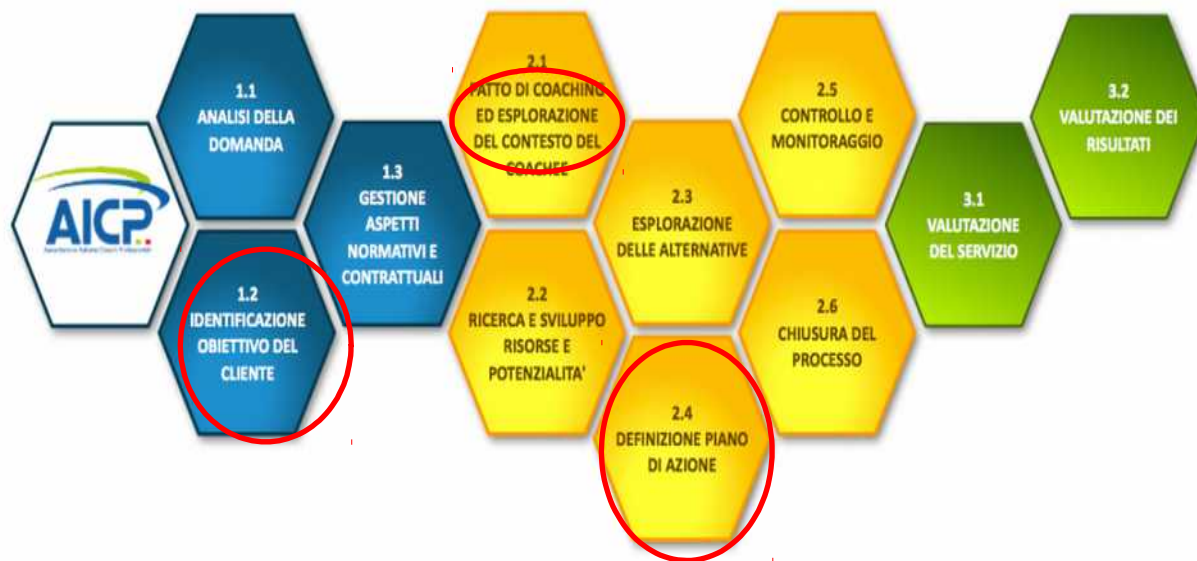 AICP
1.1
ANALISI DELLA
DOMANDA
1.2
IDENTIFICAZIONE
OBIETTIVO DEL
CLIENTE
1.3
GESTIONE
ASPETTI
NORMATIVI E
CONTRATTUALI
2.1
PATTO DI COACHING
ED ESPLORAZIONE
DEL CONTESTO DEL
COACHEE
2.2
RICERCA E SVILUPPO
RISORSE E
POTENZIALITA'
2.3
ESPLORAZIONE
DELLE ALTERNATIVE
2.4
DEFINIZIONE PIANO
DI AZIONE
2.5
CONTROLLO E
MONITORAGGIO
2.6
CHIUSURA DEL
PROCESSO
3.1
VALUTAZIONE
DEL SERVIZIO
3.2
VALUTAZIONE DEI
RISULTATI